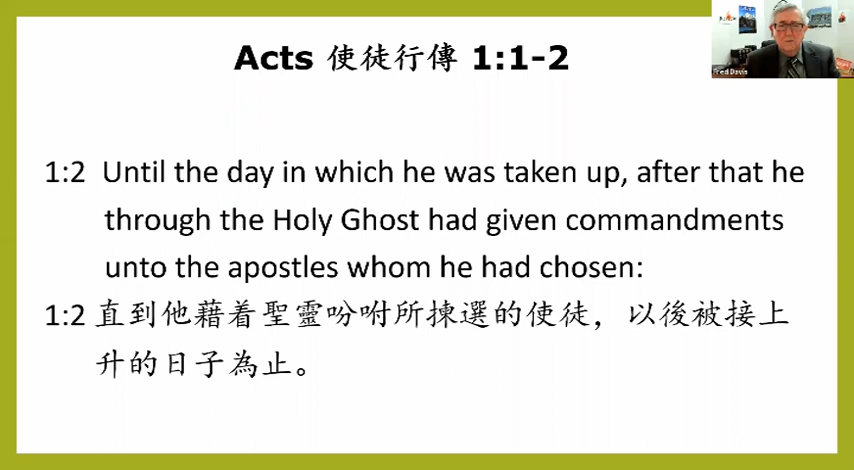 Acts 使徒行傳 1:1-2
Fred Davis
1:2 Until the day in which he was taken up, after that he
through the Holy Ghost had given commandments
unto the apostles whom he had chosen:
1:2 直到他藉着聖靈吩咐所揀選的使徒，以後被接上
升的日子為止。